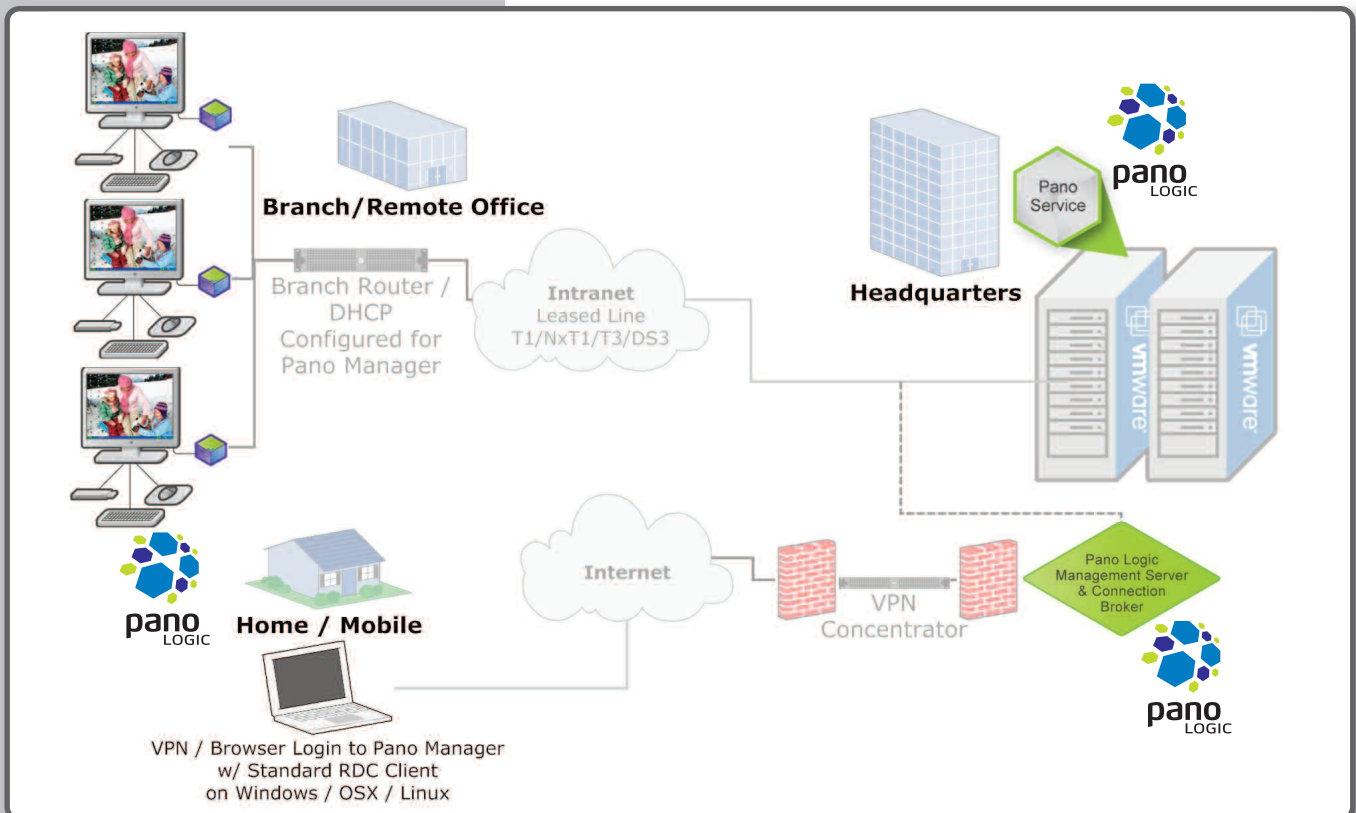 Branch/Remote Office
Branch Router /
DHCP
Configured for
Pano Manager
Intranet
Leased Line
T1/NxT1/T3/DS3
Headquarters
Pano
Service
pano
LOGIC
vmware
vmware
pano
LOGIC
Home / Mobile
VPN / Browser Login to Pano Manager
w/ Standard RDC Client
on Windows / OSX / Linux
Internet
VPN
Concentrator
Pano Logic
Management Server
& Connection
Broker
pano
LOGIC